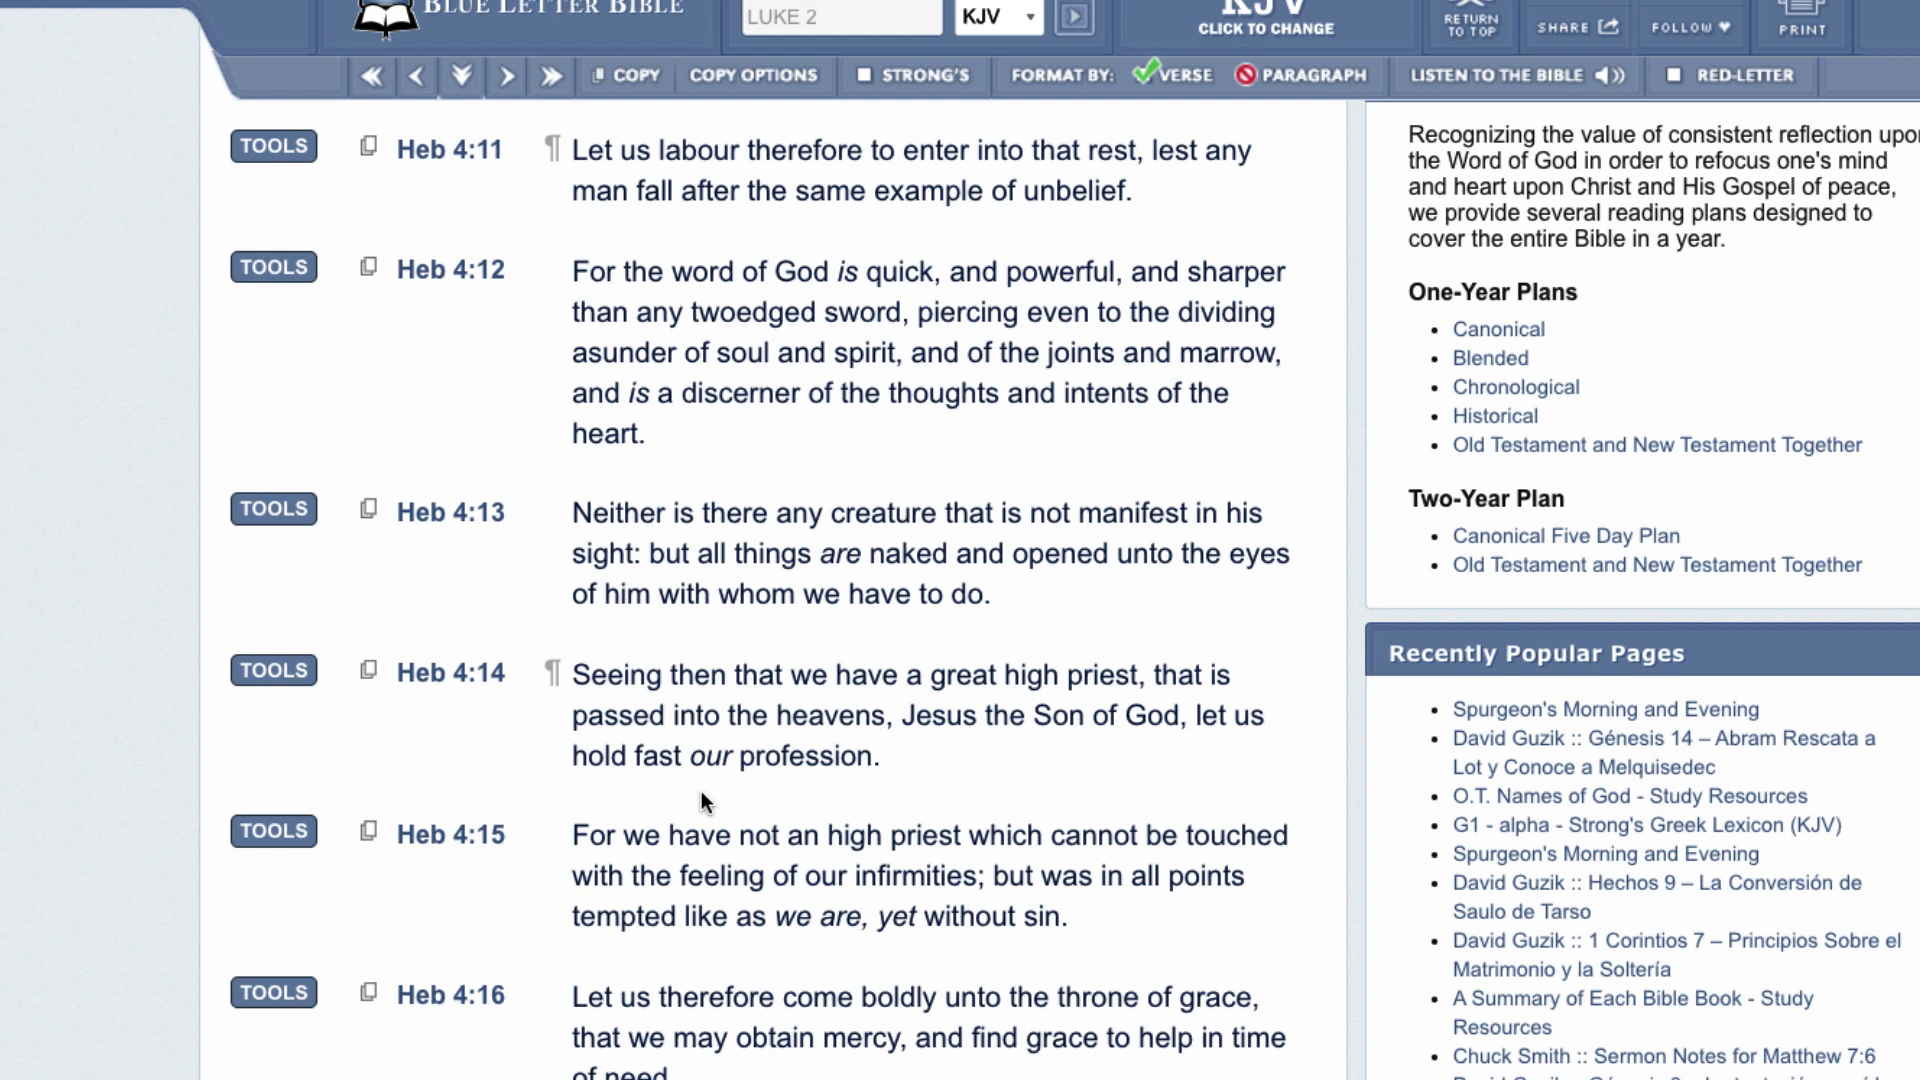 BLUE LETTER BIBLE
LUKE 2
KJV
KJV
CLICK TO CHANGE
RETURN
TO TOP
SHARE
FOLLOW
PRINT
COPY
COPY OPTIONS
STRONG'S
FORMAT BY:
VERSE
PARAGRAPH
LISTEN TO THE BIBLE
RED-LETTER
TOOLS
Heb 4:11
¶ Let us labour therefore to enter into that rest, lest any
man fall after the same example of unbelief.
TOOLS
Heb 4:12
For the word of God is quick, and powerful, and sharper
than any twoedged sword, piercing even to the dividing
asunder of soul and spirit, and of the joints and marrow,
and is a discerner of the thoughts and intents of the
heart.
TOOLS
Heb 4:13
Neither is there any creature that is not manifest in his
sight: but all things are naked and opened unto the eyes
of him with whom we have to do.
TOOLS
Heb 4:14
¶ Seeing then that we have a great high priest, that is
passed into the heavens, Jesus the Son of God, let us
hold fast our profession.
TOOLS
Heb 4:15
For we have not an high priest which cannot be touched
with the feeling of our infirmities; but was in all points
tempted like as we are, yet without sin.
TOOLS
Heb 4:16
Let us therefore come boldly unto the throne of grace,
that we may obtain mercy, and find grace to help in time
of need.
Recognizing the value of consistent reflection upon
the Word of God in order to refocus one's mind
and heart upon Christ and His Gospel of peace,
we provide several reading plans designed to
cover the entire Bible in a year.
One-Year Plans
Canonical
Blended
Chronological
Historical
Old Testament and New Testament Together
Two-Year Plan
Canonical Five Day Plan
Old Testament and New Testament Together
Recently Popular Pages
Spurgeon's Morning and Evening
David Guzik :: Génesis 14 – Abram Rescata a
Lot y Conoce a Melquisedec
O.T. Names of God - Study Resources
G1 - alpha - Strong's Greek Lexicon (KJV)
Spurgeon's Morning and Evening
David Guzik :: Hechos 9 – La Conversión de
Saulo de Tarso
David Guzik :: 1 Corintios 7 – Principios Sobre el
Matrimonio y la Soltería
A Summary of Each Bible Book - Study
Resources
Chuck Smith :: Sermon Notes for Matthew 7:6